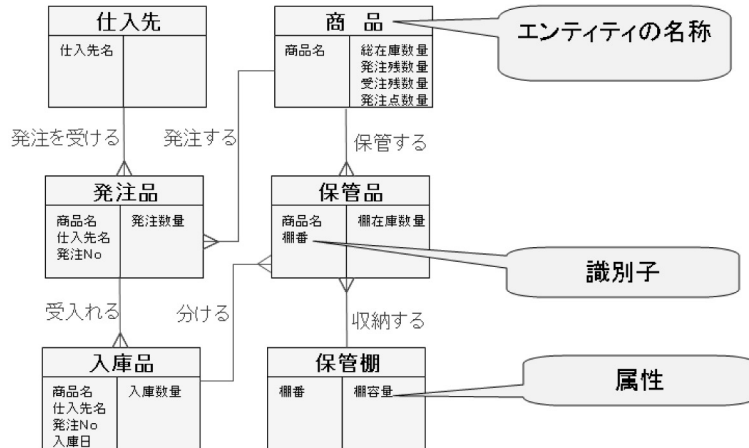 仕入先
仕入先名
商　品
商品名
総在庫数量
発注残数量
受注残数量
発注点数量
エンティティの名称
発注を受ける
発注する
保管する
発注品
商品名
仕入先名
発注No
発注数量
保管品
商品名
棚番
棚在庫数量
識別子
受入れる
分ける
収納する
入庫品
商品名
仕入先名
発注No
入庫日
入庫数量
保管棚
棚番
棚容量
属性